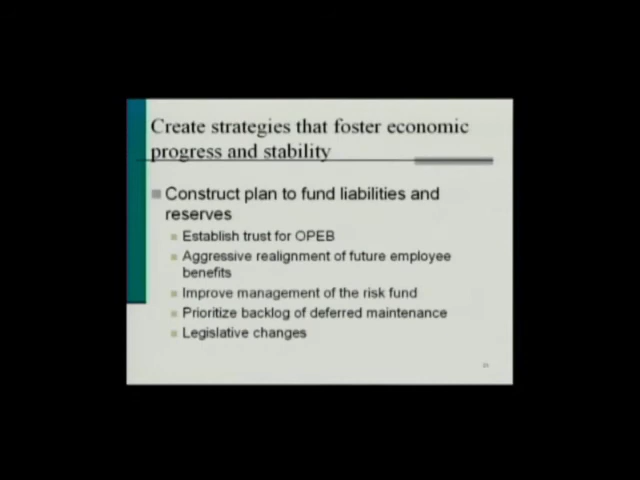 Create strategies that foster economic
progress and stability
Construct plan to fund liabilities and
reserves
Establish trust for OPEB
Aggressive realignment of future employee
benefits
Improve management of the risk fund
Prioritize backlog of deferred maintenance
Legislative changes